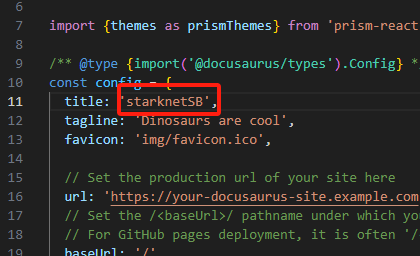 6
7 import {themes as prismThemes} from 'prism-react
8
9 /** @type {import('@docusaurus/types').Config} *
10 const config = {
11 title: 'starknetSB',
12 tagline: 'Dinosaurs are cool',
13 favicon: 'img/favicon.ico',
14
15 // Set the production url of your site here
16 url: 'https://your-docusaurus-site.example.com
17 // Set the /<baseUrl>/ pathname under which you
18 // For GitHub pages deployment, it is often '/
19 baseUrl: '/'